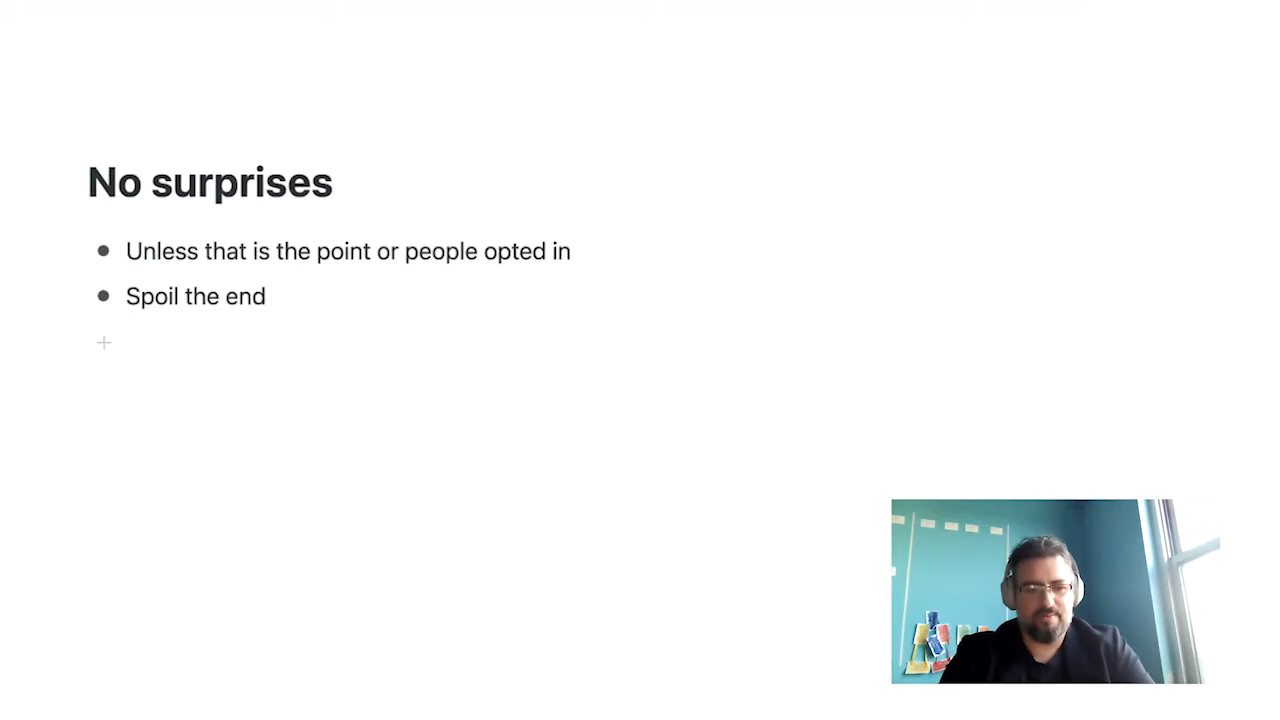 No surprises
Unless that is the point or people opted in
Spoil the end